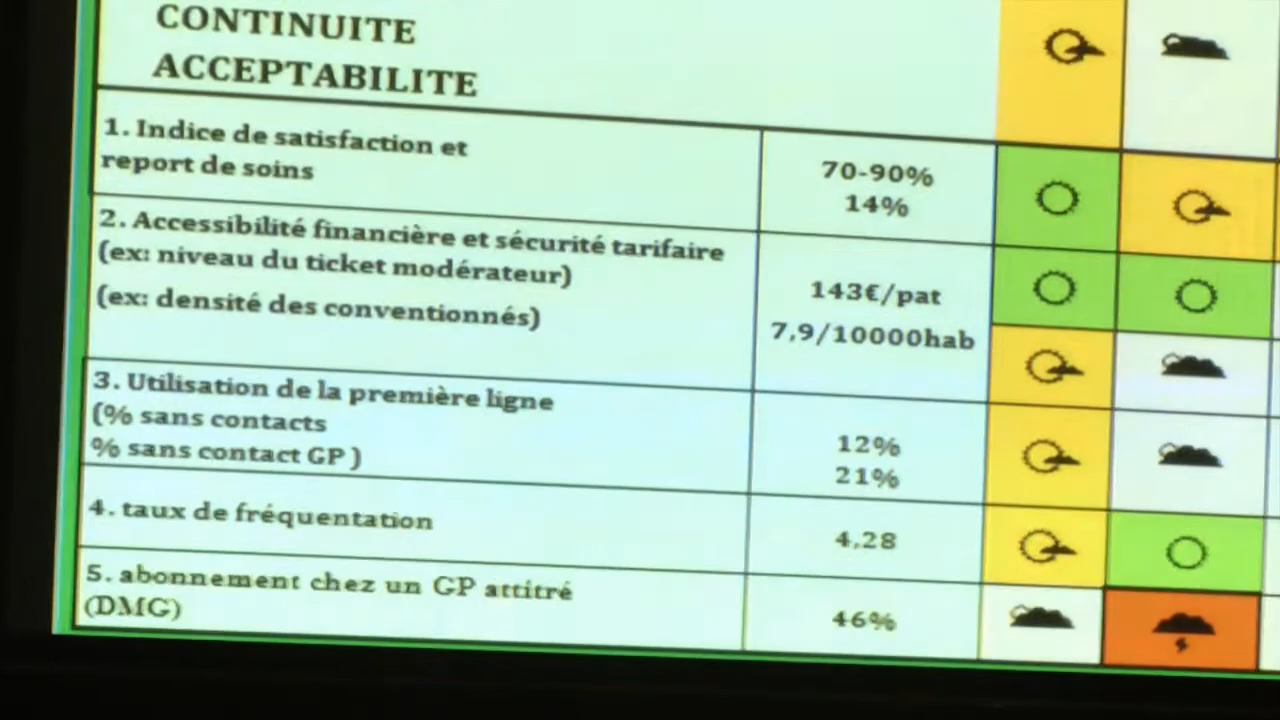 CONTINUITE
ACCEPTABILITE
1. Indice de satisfaction et
report de soins
70-90%
14%
2. Accessibilité financière et sécurité tarifaire
(ex: niveau du ticket modérateur)
(ex: densité des conventionnés)
143€/pat
7,9/10000hab
3. Utilisation de la première ligne
(% sans contacts
% sans contact GP )
12%
21%
4. taux de fréquentation
4,28
5. abonnement chez un GP attitré
(DMG)
46%